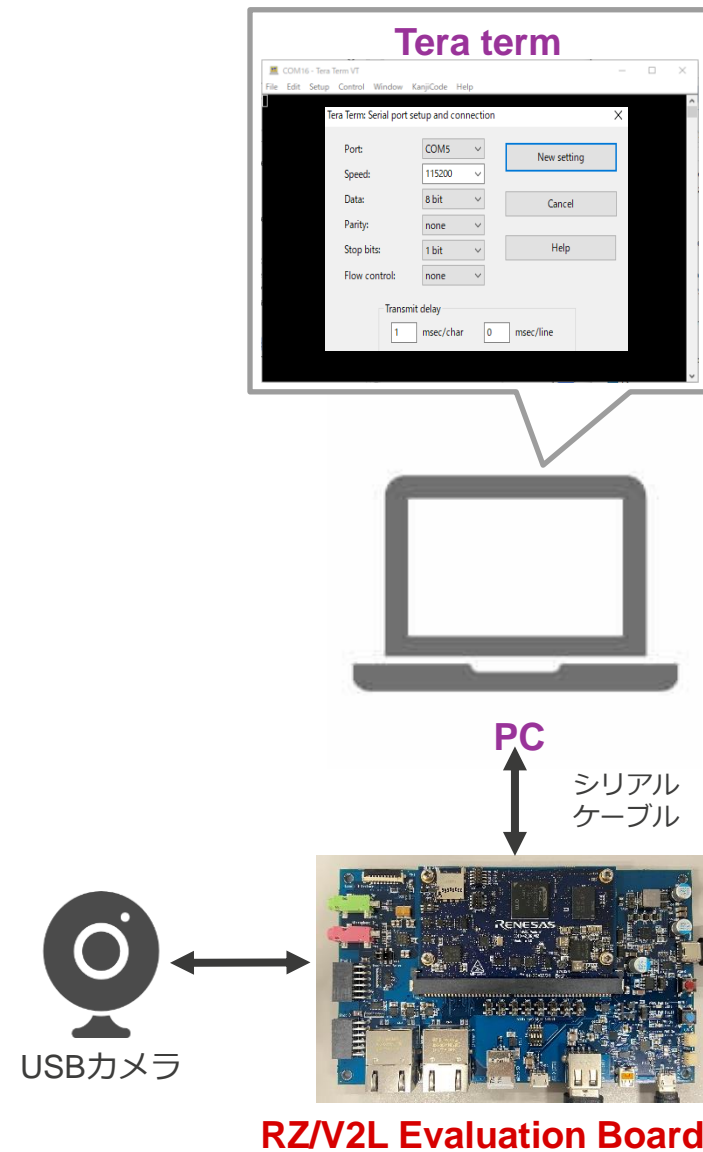 Tera term
COM16 - Tera Term VT
File Edit Setup Control Window KanjiCode Help
Tera Term: Serial port setup and connection
Port: COM5
New setting
Speed: 115200
Data: 8 bit
Cancel
Parity: none
Stop bits: 1 bit
Help
Flow control: none
Transmit delay
1 msec/char 0 msec/line
PC
シリアル
ケーブル
RENESAS
USBカメラ
RZ/V2L Evaluation Board